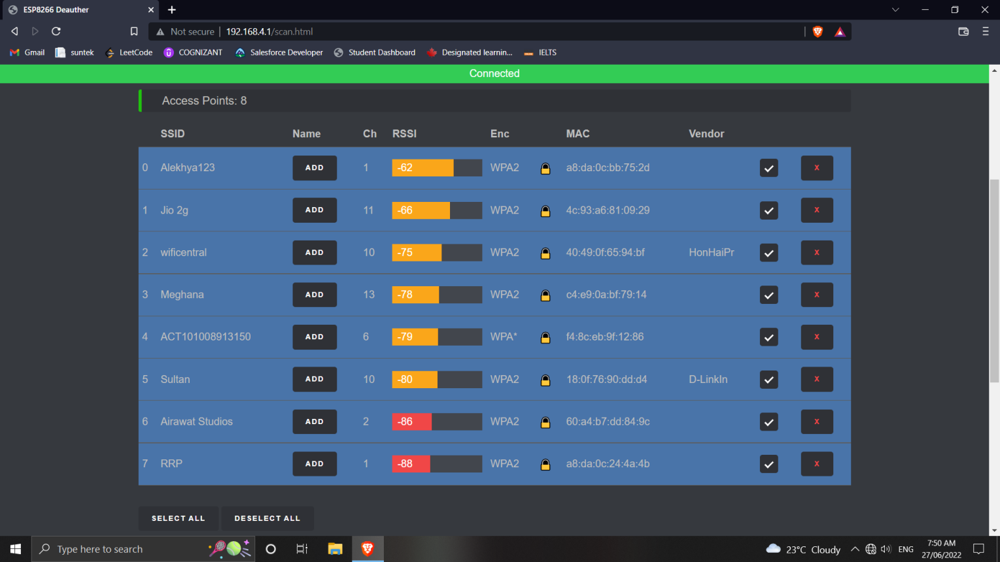 ESP8266 Deauther
Not secure 192.168.4.1/scan.html
Gmail suntek LeetCode COGNIZANT Salesforce Developer Student Dashboard Designated learnin... IELTS
Connected
Access Points: 8
SSID Name Ch RSSI Enc MAC Vendor
0 Alekhya123 ADD 1 -62 WPA2 a8:da:0c:bb:75:2d X
1 Jio 2g ADD 11 -66 WPA2 4c:93:a6:81:09:29 X
2 wificentral ADD 10 -75 WPA2 40:49:0f:65:94:bf HonHaiPr X
3 Meghana ADD 13 -78 WPA2 c4:e9:0a:bf:79:14 X
4 ACT101008913150 ADD 6 -79 WPA* f4:8c:eb:9f:12:86 X
5 Sultan ADD 10 -80 WPA2 18:0f:76:90:dd:d4 D-LinkIn X
6 Airawat Studios ADD 2 -86 WPA2 60:a4:b7:dd:84:9c X
7 RRP ADD 1 -88 WPA2 a8:da:0c:24:4a:4b X
SELECT ALL DESELECT ALL
Type here to search 23°C Cloudy ENG 7:50 AM
27/06/2022